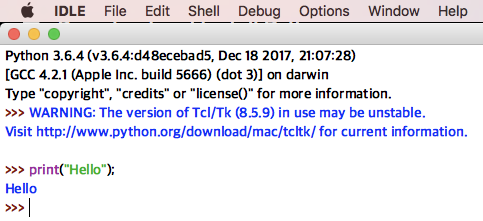 IDLE File Edit Shell Debug Options Window Help
Python 3.6.4 (v3.6.4:d48ecebad5, Dec 18 2017, 21:07:28)
[GCC 4.2.1 (Apple Inc. build 5666) (dot 3)] on darwin
Type "copyright", "credits" or "license()" for more information.
>>> WARNING: The version of Tcl/Tk (8.5.9) in use may be unstable.
Visit http://www.python.org/download/mac/tcltk/ for current information.
>>> print("Hello");
Hello
>>>